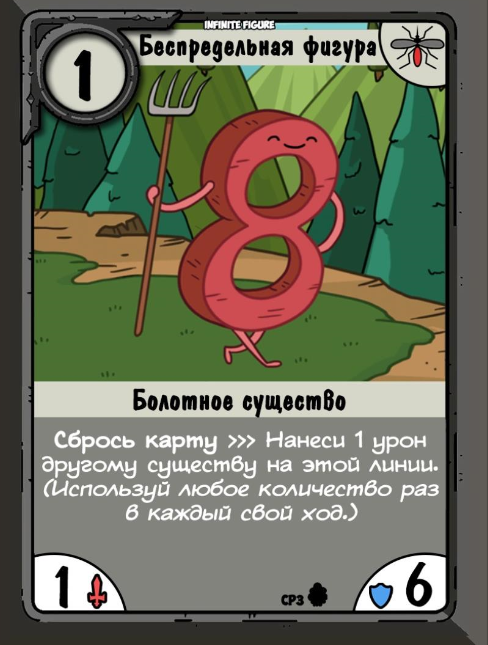 INFINITE FIGURE
1
Беспредельная фигура
Болотное существо
Сбрось карту >>> Нанеси 1 урон
другому существу на этой линии.
(Используй любое количество раз
в каждый свой ход.)
1
СР3
6